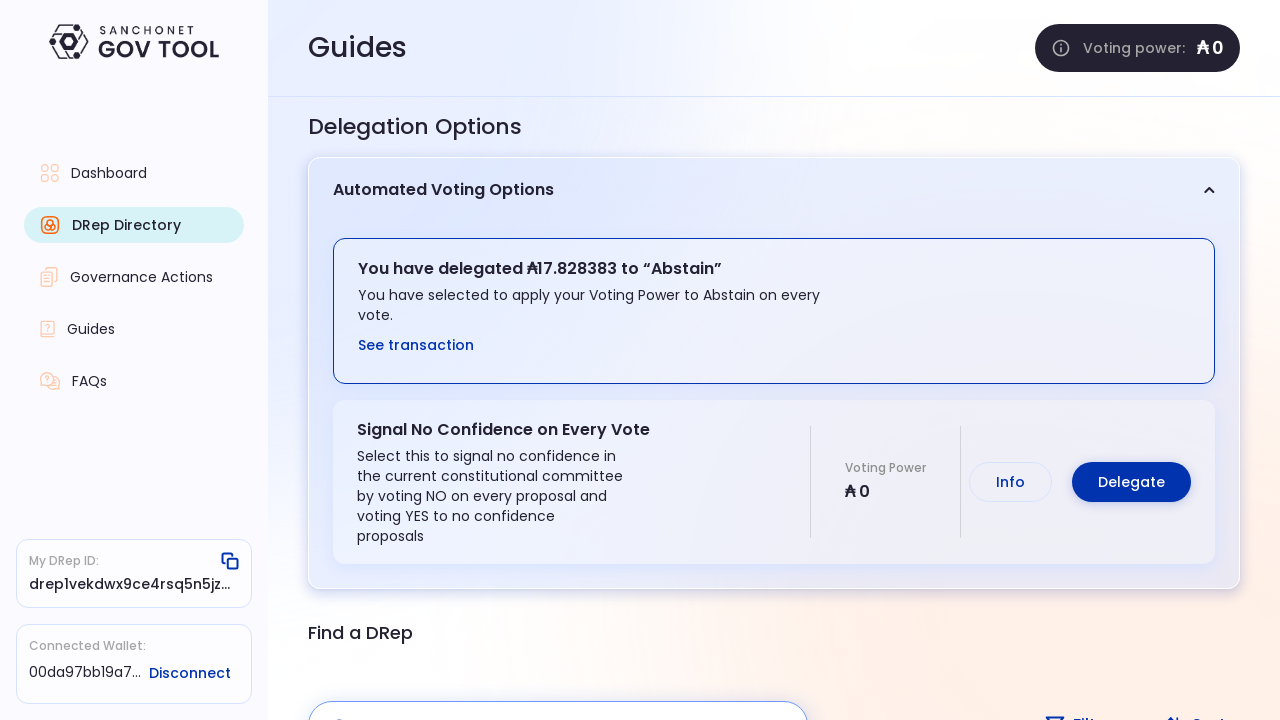 SANCHONET
GOV TOOL
Guides
Voting power: ₳ 0
Delegation Options
Dashboard
DRep Directory
Governance Actions
Guides
FAQs
Automated Voting Options
You have delegated ₳17.828383 to “Abstain”
You have selected to apply your Voting Power to Abstain on every
vote.
See transaction
Signal No Confidence on Every Vote
Select this to signal no confidence in
the current constitutional committee
by voting NO on every proposal and
voting YES to no confidence
proposals
Voting Power
₳ 0
Info
Delegate
My DRep ID:
drep1vekdwx9ce4rsq5n5jz...
Connected Wallet:
00da97bb19a7... Disconnect
Find a DRep